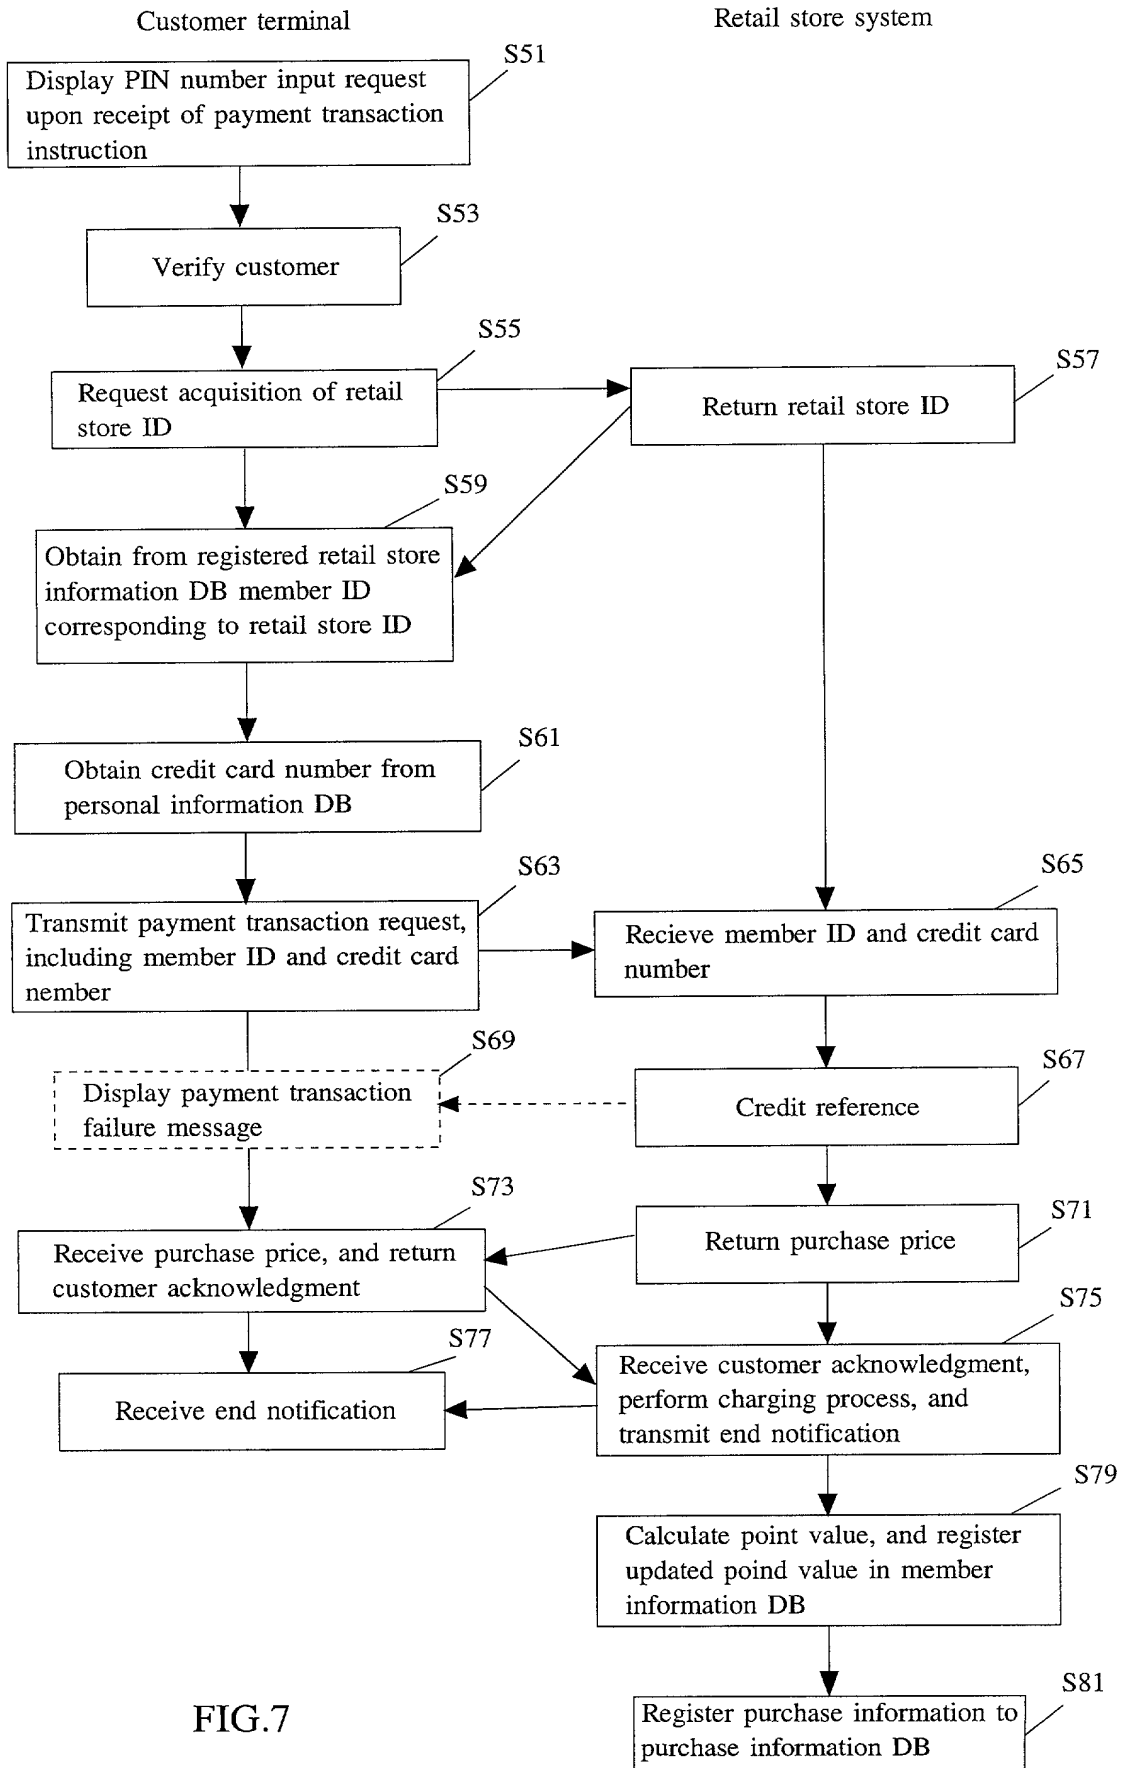 Customer terminal
Retail store system
S51
Display PIN number input request
upon receipt of payment transaction
instruction
S53
Verify customer
S55
Request acquisition of retail
store ID
S57
Return retail store ID
S59
Obtain from registered retail store
information DB member ID
corresponding to retail store ID
S61
Obtain credit card number from
personal information DB
S63
Transmit payment transaction request,
including member ID and credit card
nember
S65
Recieve member ID and credit card
number
S67
Credit reference
S69
Display payment transaction
failure message
S71
Return purchase price
S73
Receive purchase price, and return
customer acknowledgment
S75
Receive customer acknowledgment,
perform charging process, and
transmit end notification
S77
Receive end notification
S79
Calculate point value, and register
updated poind value in member
information DB
S81
Register purchase information to
purchase information DB
FIG.7